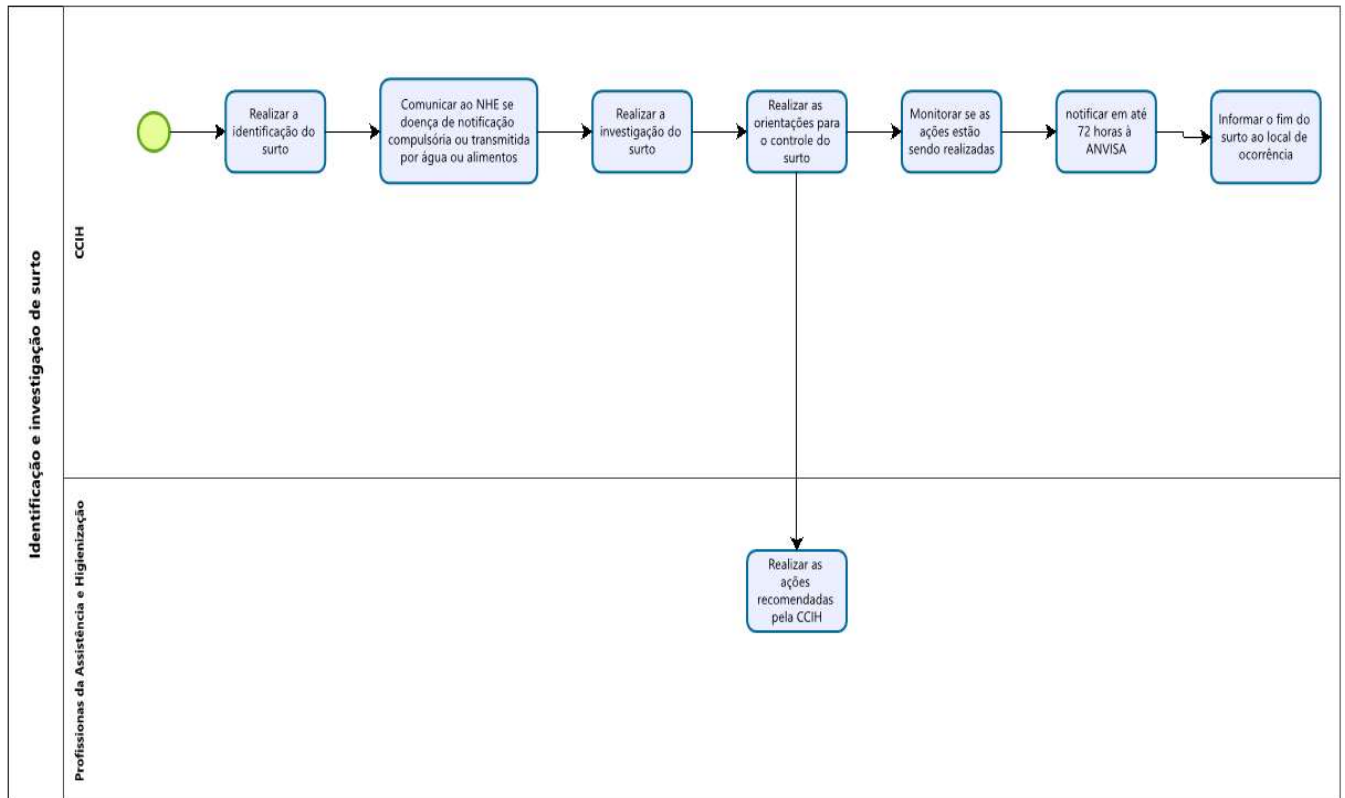 Identificação e investigação de surto
CCIH
Realizar a
identificação do
surto
Comunicar ao NHE se
doença de notificação
compulsória ou transmitida
por água ou alimentos
Realizar a
investigação do
surto
Realizar as
orientações para
o controle do
surto
Monitorar se as
ações estão
sendo realizadas
notificar em até
72 horas à
ANVISA
Informar o fim do
surto ao local de
ocorrência
Profissionas da Assistência e Higienização
Realizar as
ações
recomendadas
pela CCIH